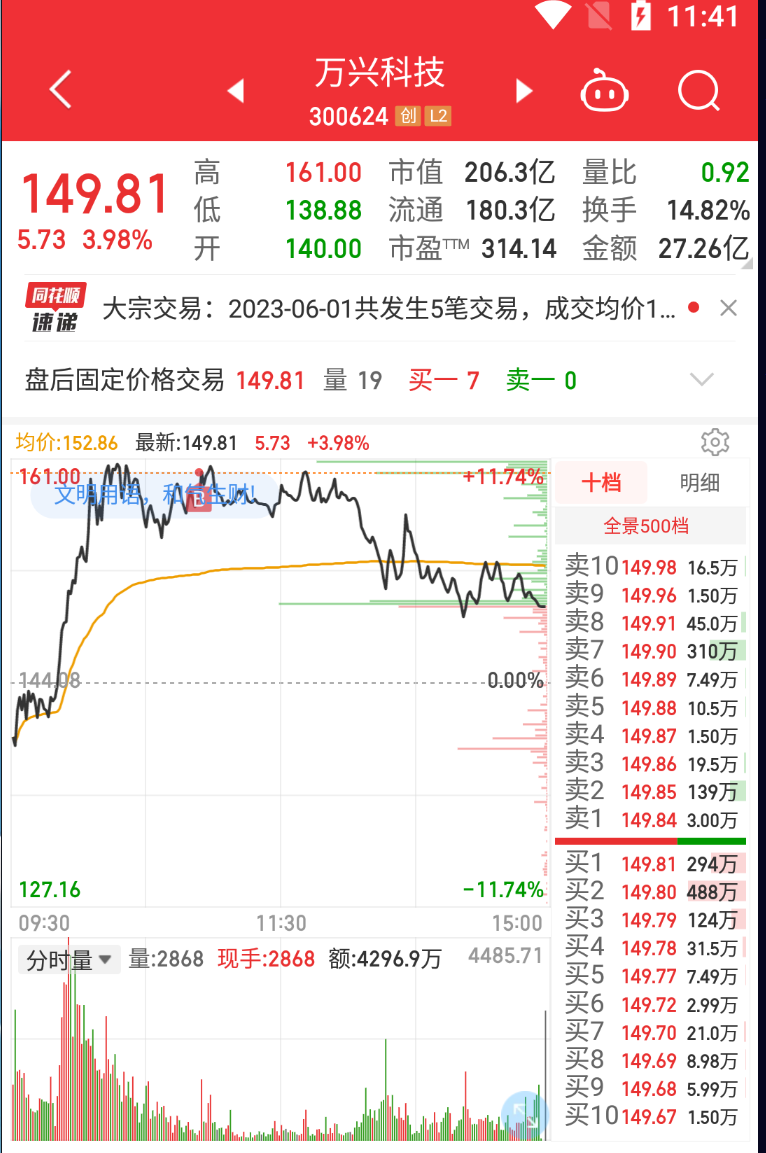 11:41
万兴科技
300624 创 L2
149.81
5.73 3.98%
高 161.00 市值 206.3亿 量比 0.92
低 138.88 流通 180.3亿 换手 14.82%
开 140.00 市盈TTM 314.14 金额 27.26亿
同花顺
速递
大宗交易：2023-06-01共发生5笔交易，成交均价1...
盘后固定价格交易 149.81 量 19 买一 7 卖一 0
均价:152.86 最新:149.81 5.73 +3.98%
161.00 +11.74%
文明用语，和气生财!
B
144.08 0.00%
127.16 -11.74%
09:30 11:30 15:00
分时量 量:2868 现手:2868 额:4296.9万 4485.71
十档 明细
全景500档
卖10 149.98 16.5万
卖9 149.96 1.50万
卖8 149.91 45.0万
卖7 149.90 310万
卖6 149.89 7.49万
卖5 149.88 10.5万
卖4 149.87 1.50万
卖3 149.86 19.5万
卖2 149.85 139万
卖1 149.84 3.00万
买1 149.81 294万
买2 149.80 488万
买3 149.79 124万
买4 149.78 31.5万
买5 149.77 7.49万
买6 149.72 2.99万
买7 149.70 21.0万
买8 149.69 8.98万
买9 149.68 5.99万
买10 149.67 1.50万